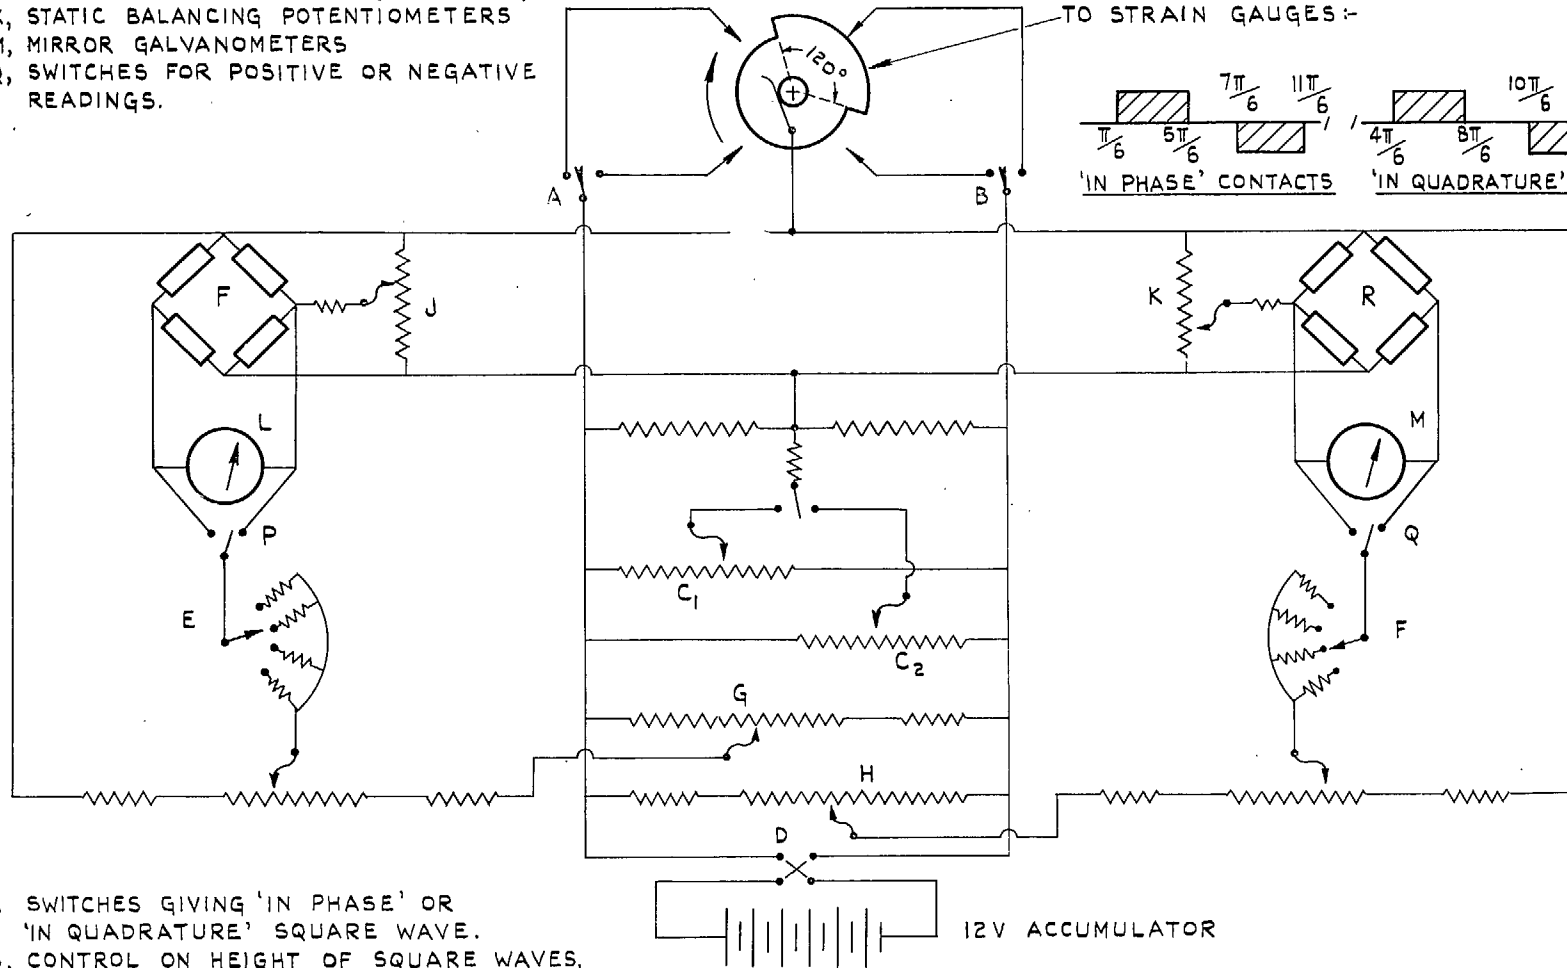 K, STATIC BALANCING POTENTIOMETERS
M, MIRROR GALVANOMETERS
Q, SWITCHES FOR POSITIVE OR NEGATIVE
READINGS.
TO STRAIN GAUGES:-
120°
π/6
5π/6
7π/6
11π/6
4π/6
8π/6
10π/6
'IN PHASE' CONTACTS
'IN QUADRATURE'
A
B
F
J
K
R
L
M
P
Q
C1
E
F
C2
G
H
D
12V ACCUMULATOR
SWITCHES GIVING 'IN PHASE' OR
'IN QUADRATURE' SQUARE WAVE.
CONTROL ON HEIGHT OF SQUARE WAVES,